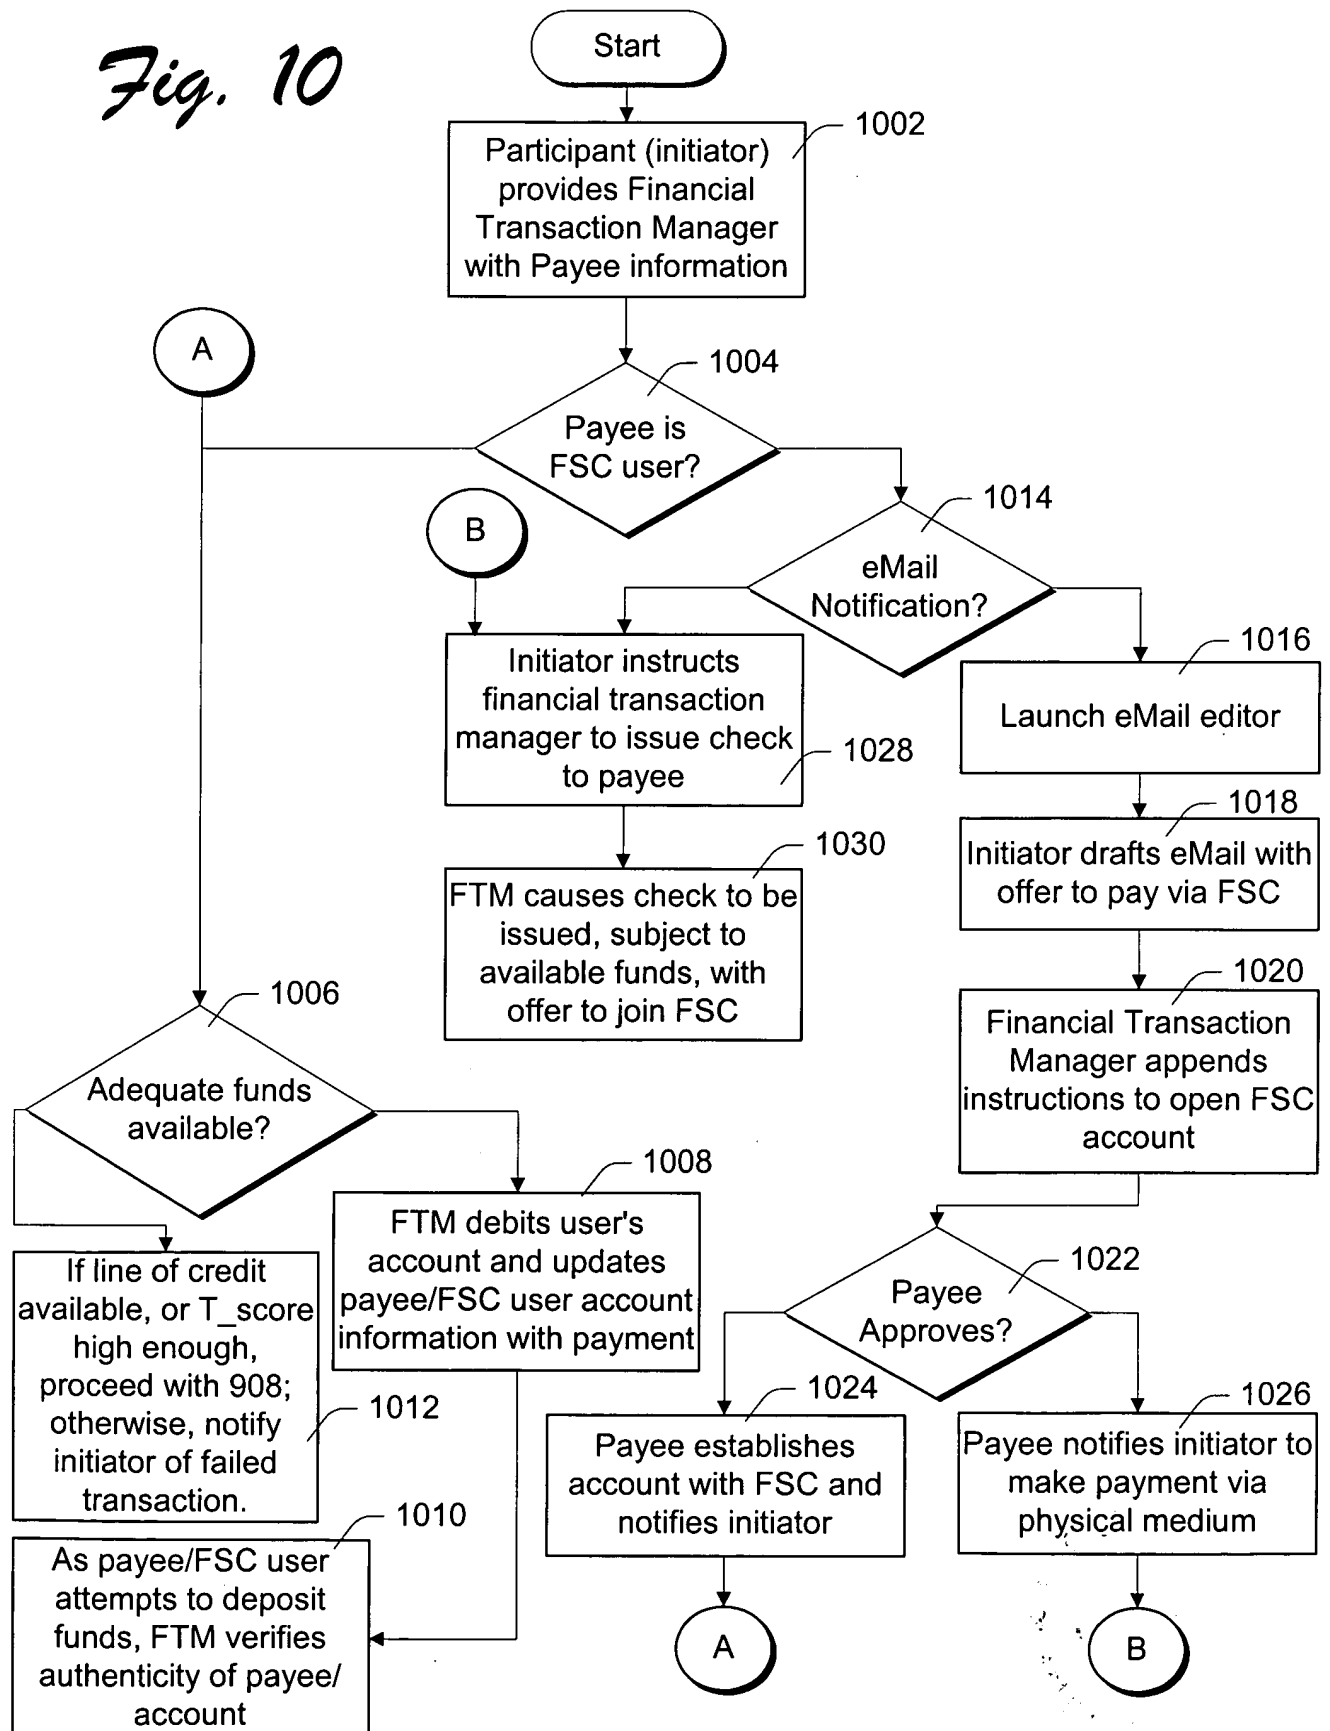 Fig. 10
Start
1002
Participant (initiator)
provides Financial
Transaction Manager
with Payee information
A
1004
Payee is
FSC user?
B
1014
eMail
Notification?
Initiator instructs
financial transaction
manager to issue check
to payee
1028
1016
Launch eMail editor
1018
Initiator drafts eMail with
offer to pay via FSC
1030
FTM causes check to be
issued, subject to
available funds, with
offer to join FSC
1020
Financial Transaction
Manager appends
instructions to open FSC
account
1006
Adequate funds
available?
1008
FTM debits user's
account and updates
payee/FSC user account
information with payment
If line of credit
available, or T_score
high enough,
proceed with 908;
otherwise, notify
initiator of failed
transaction.
1012
1022
Payee
Approves?
1024
Payee establishes
account with FSC and
notifies initiator
1026
Payee notifies initiator to
make payment via
physical medium
1010
As payee/FSC user
attempts to deposit
funds, FTM verifies
authenticity of payee/
account
A
B